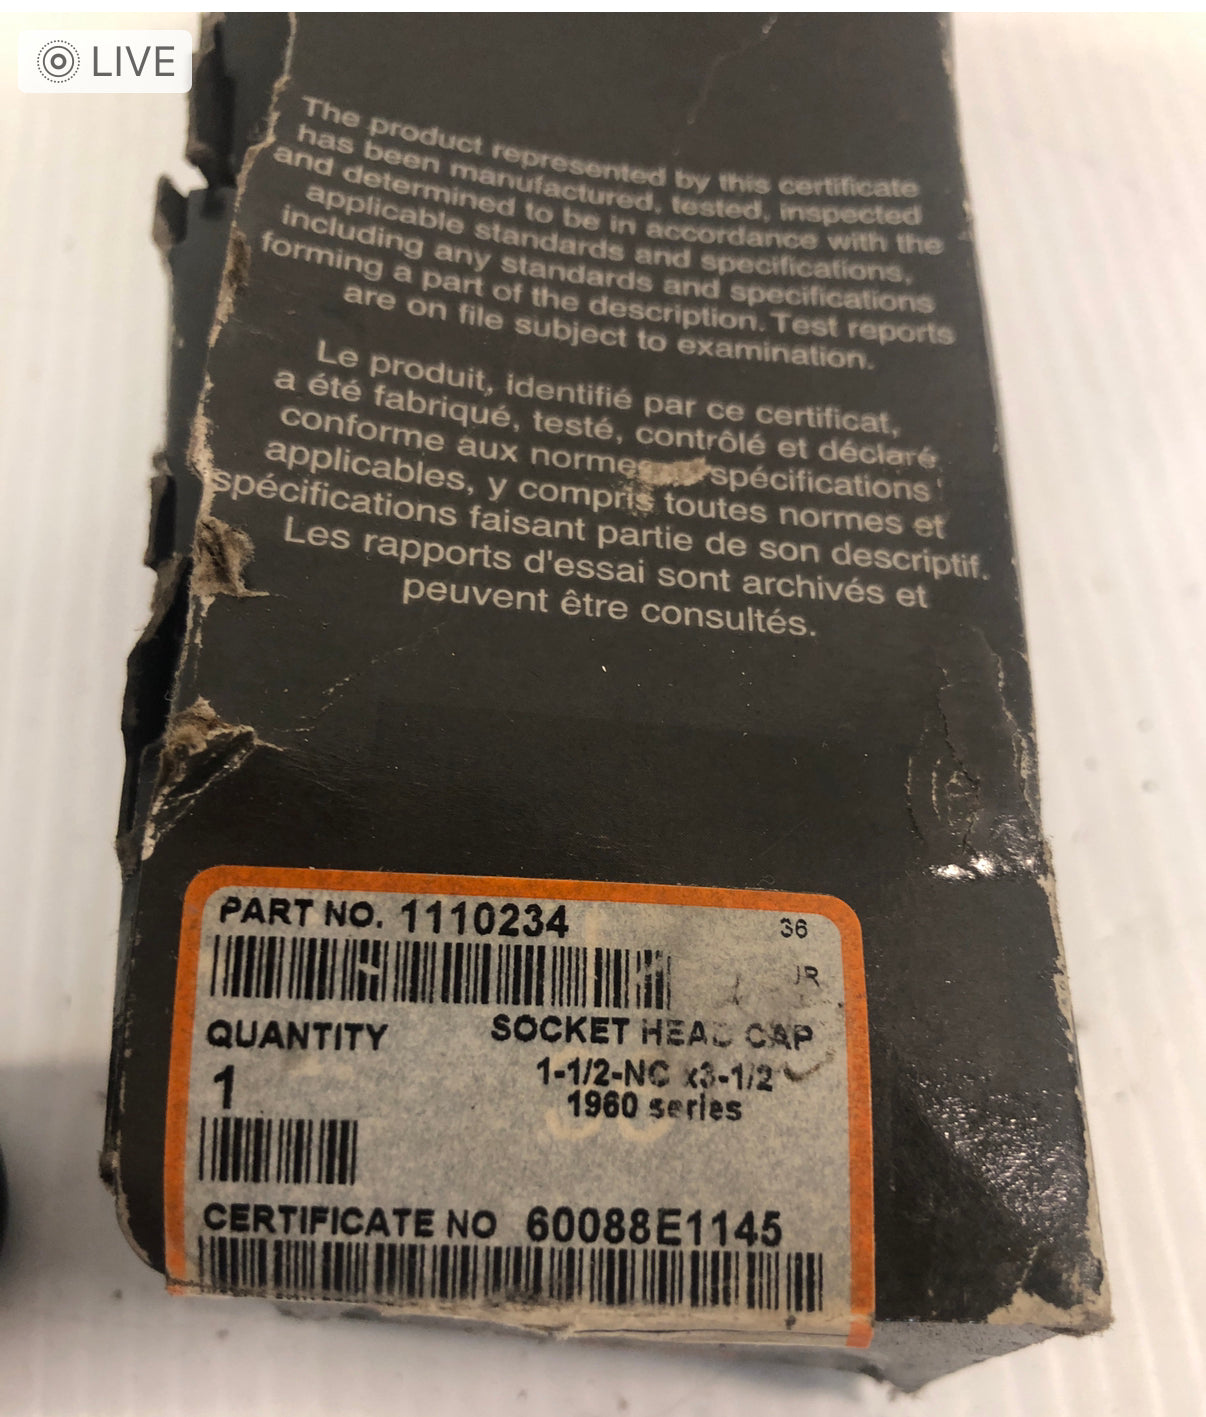 LIVE
The product represented by this certificate
has been manufactured, tested, inspected
and determined to be in accordance with the
applicable standards and specifications,
including any standards and specifications
forming a part of the description. Test reports
are on file subject to examination.
Le produit, identifié par ce certificat,
a été fabriqué, testé, contrôlé et déclaré
conforme aux normes spécifications
applicables, y compris toutes normes et
spécifications faisant partie de son descriptif.
Les rapports d'essai sont archivés et
peuvent être consultés.
PART NO. 1110234 36
JR
QUANTITY SOCKET HEAD CAP
1 1-1/2-NC x3-1/2
1960 series
CERTIFICATE NO 60088E1145